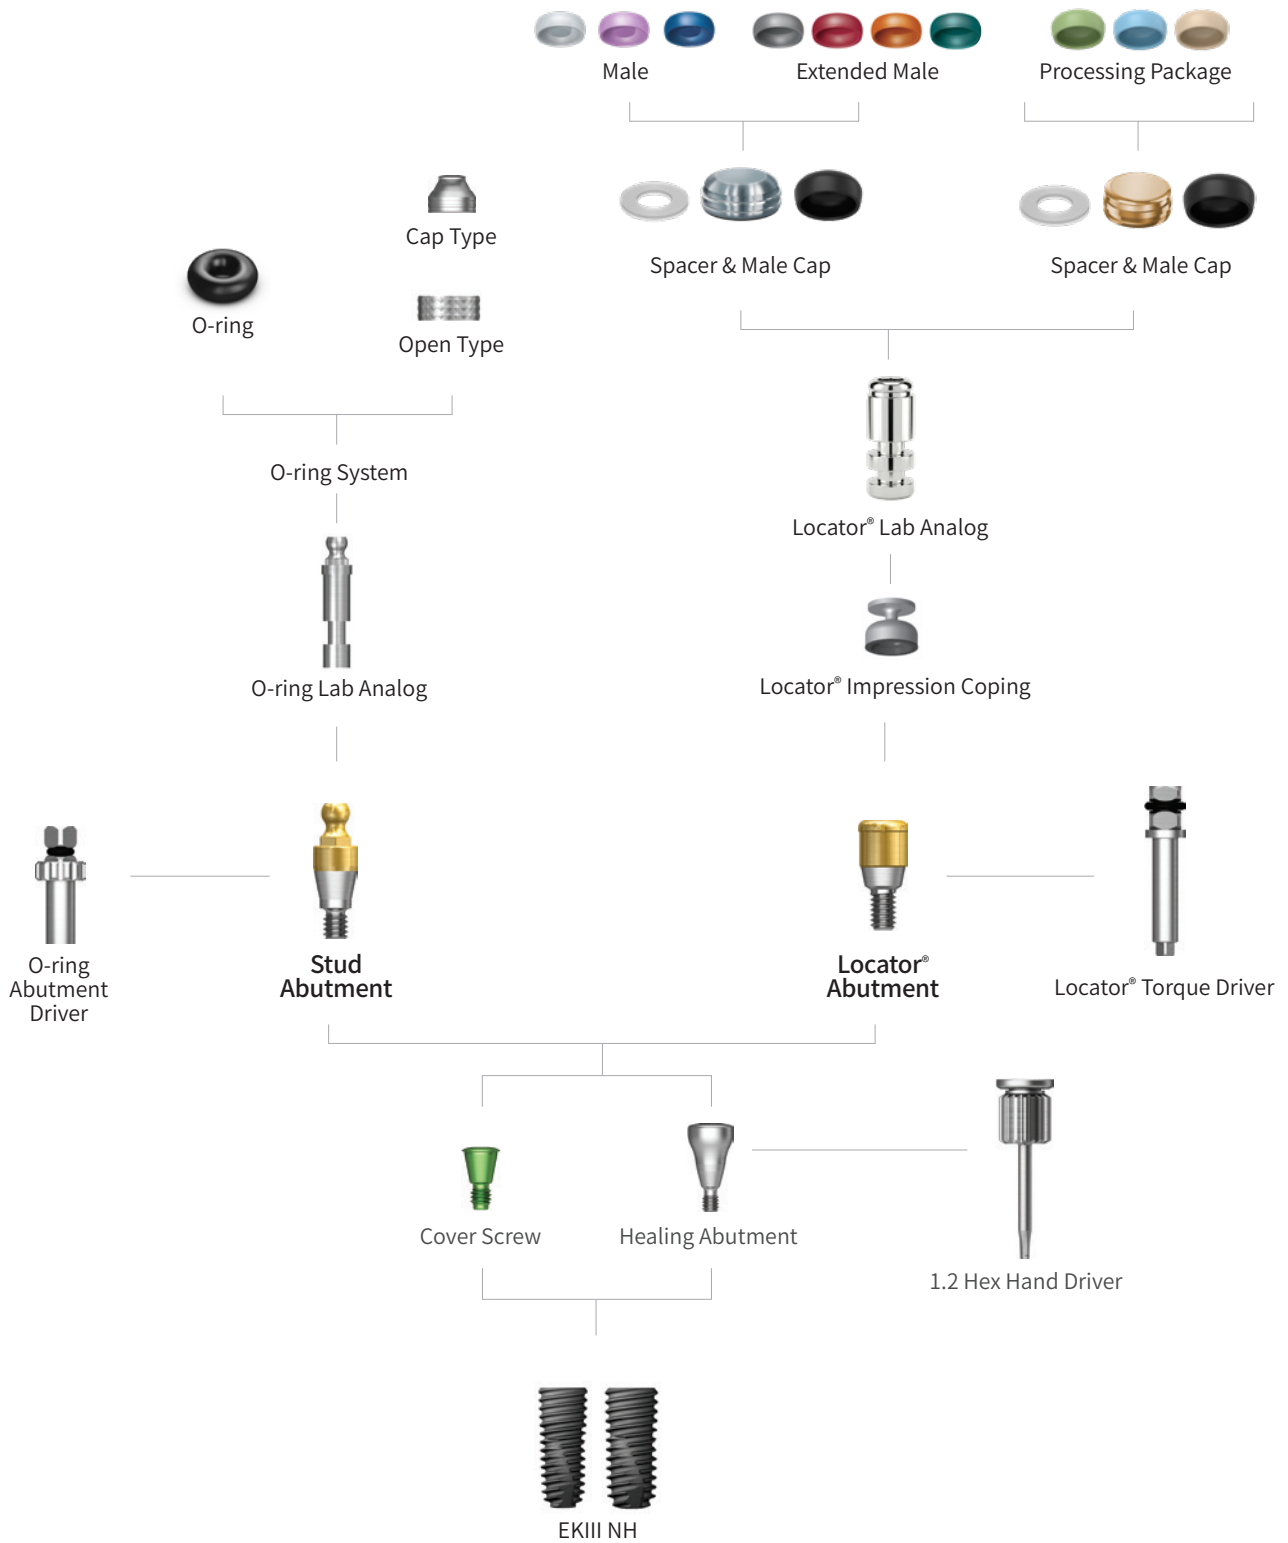 Male
Extended Male
Processing Package
Cap Type
Spacer & Male Cap
Spacer & Male Cap
O-ring
Open Type
O-ring System
Locator® Lab Analog
O-ring Lab Analog
Locator® Impression Coping
O-ring
Abutment
Driver
Stud
Abutment
Locator®
Abutment
Locator® Torque Driver
Cover Screw
Healing Abutment
1.2 Hex Hand Driver
EKIII NH